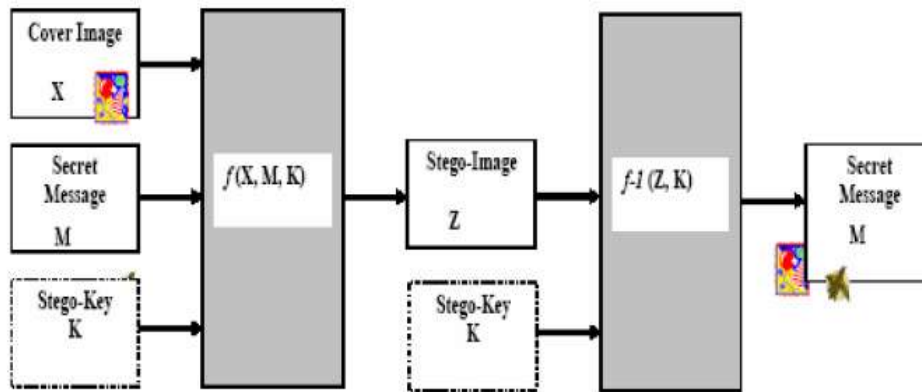 Cover Image
X
Secret
Message
M
Stego-Key
K
f (X, M, K)
Stego-Image
Z
Stego-Key
K
f-1 (Z, K)
Secret
Message
M